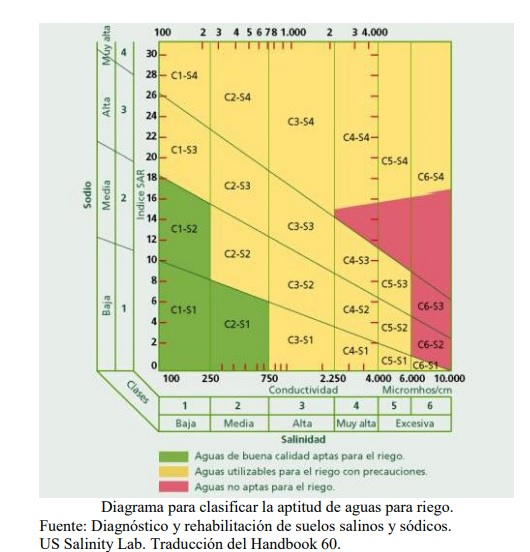 100 2 3 4 5 6 7 8 1.000 2 3 4.000
Muy alta
4
Alta
3
Media
2
Baja
1
Sodio
Indice SAR
30
28
26
24
22
20
18
16
14
12
10
8
6
4
2
0
C1-S4
C2-S4
C3-S4
C4-S4
C5-S4
C6-S4
C1-S3
C2-S3
C3-S3
C4-S3
C5-S3
C6-S3
C1-S2
C2-S2
C3-S2
C4-S2
C5-S2
C6-S2
C1-S1
C2-S1
C3-S1
C4-S1
C5-S1
C6-S1
100 250 750 2.250 4.000 6.000 10.000
Conductividad Micromhos/cm
Clases
1 2 3 4 5 6
Baja Media Alta Muy alta Excesiva
Salinidad
Aguas de buena calidad aptas para el riego.
Aguas utilizables para el riego con precauciones.
Aguas no aptas para el riego.
Diagrama para clasificar la aptitud de aguas para riego.
Fuente: Diagnóstico y rehabilitación de suelos salinos y sódicos.
US Salinity Lab. Traducción del Handbook 60.